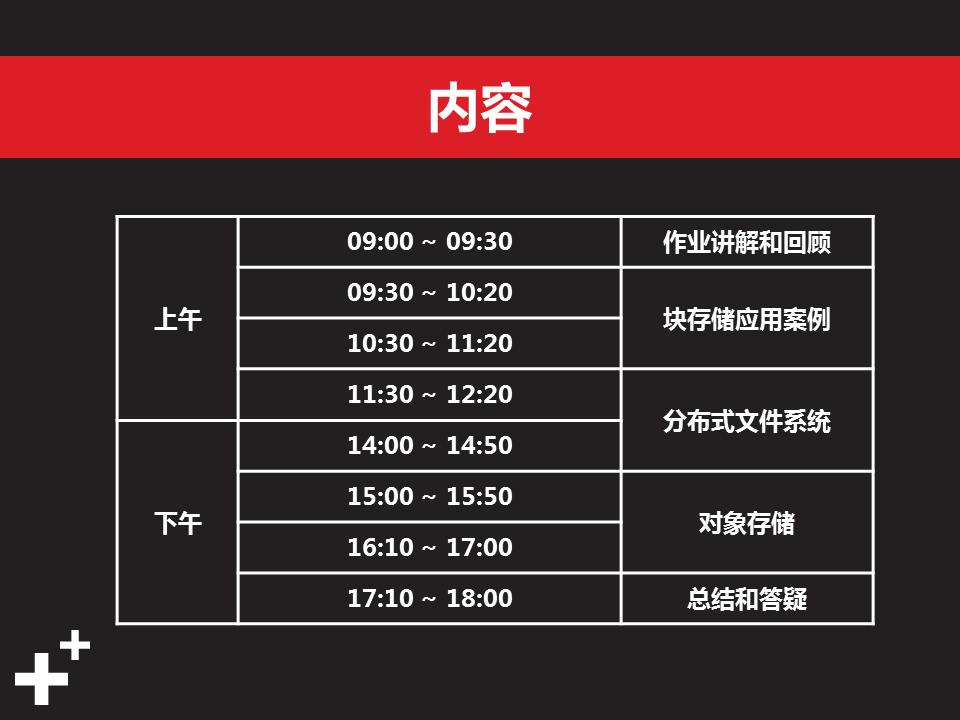 内容
上午
09:00 ~ 09:30
作业讲解和回顾
09:30 ~ 10:20
块存储应用案例
10:30 ~ 11:20
11:30 ~ 12:20
分布式文件系统
下午
14:00 ~ 14:50
15:00 ~ 15:50
对象存储
16:10 ~ 17:00
17:10 ~ 18:00
总结和答疑